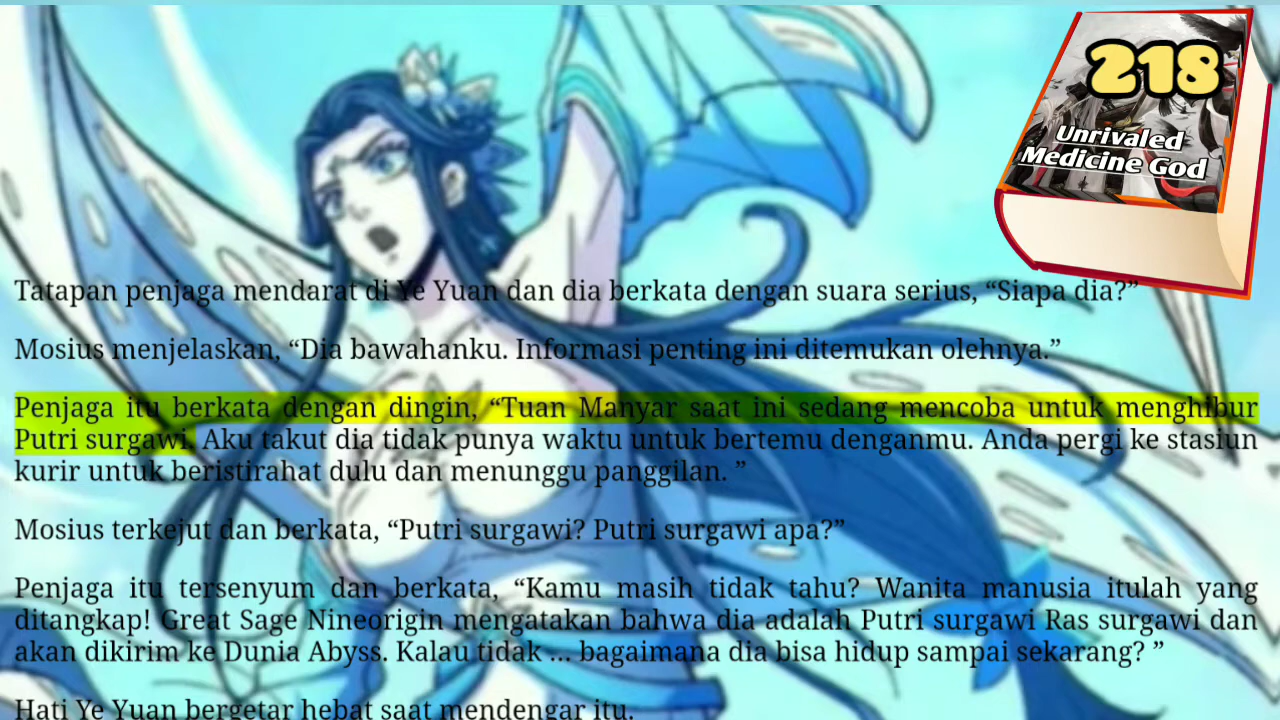 218
Unrivaled
Medicine God
Tatapan penjaga mendarat di Ye Yuan dan dia berkata dengan suara serius, “Siapa dia?”
Mosius menjelaskan, “Dia bawahanku. Informasi penting ini ditemukan olehnya.”
Penjaga itu berkata dengan dingin, “Tuan Manyar saat ini sedang mencoba untuk menghibur
Putri surgawi. Aku takut dia tidak punya waktu untuk bertemu denganmu. Anda pergi ke stasiun
kurir untuk beristirahat dulu dan menunggu panggilan. ”
Mosius terkejut dan berkata, “Putri surgawi? Putri surgawi apa?”
Penjaga itu tersenyum dan berkata, “Kamu masih tidak tahu? Wanita manusia itulah yang
ditangkap! Great Sage Nineorigin mengatakan bahwa dia adalah Putri surgawi Ras surgawi dan
akan dikirim ke Dunia Abyss. Kalau tidak ... bagaimana dia bisa hidup sampai sekarang? ”
Hati Ye Yuan bergetar hebat saat mendengar itu.